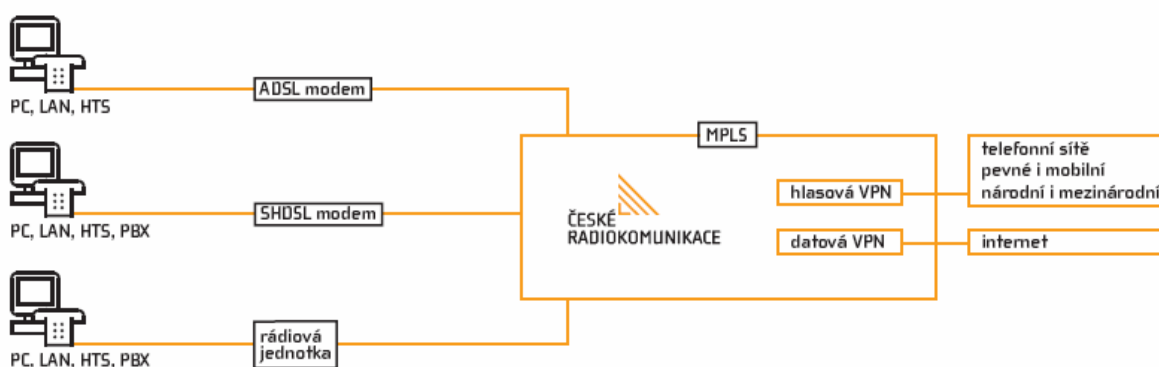 PC, LAN, HTS
ADSL modem
MPLS
telefonní sítě
pevné i mobilní
národní i mezinárodní
hlasová VPN
PC, LAN, HTS, PBX
SHDSL modem
ČESKÉ
RADIOKOMUNIKACE
datová VPN
internet
PC, LAN, HTS, PBX
rádiová
jednotka